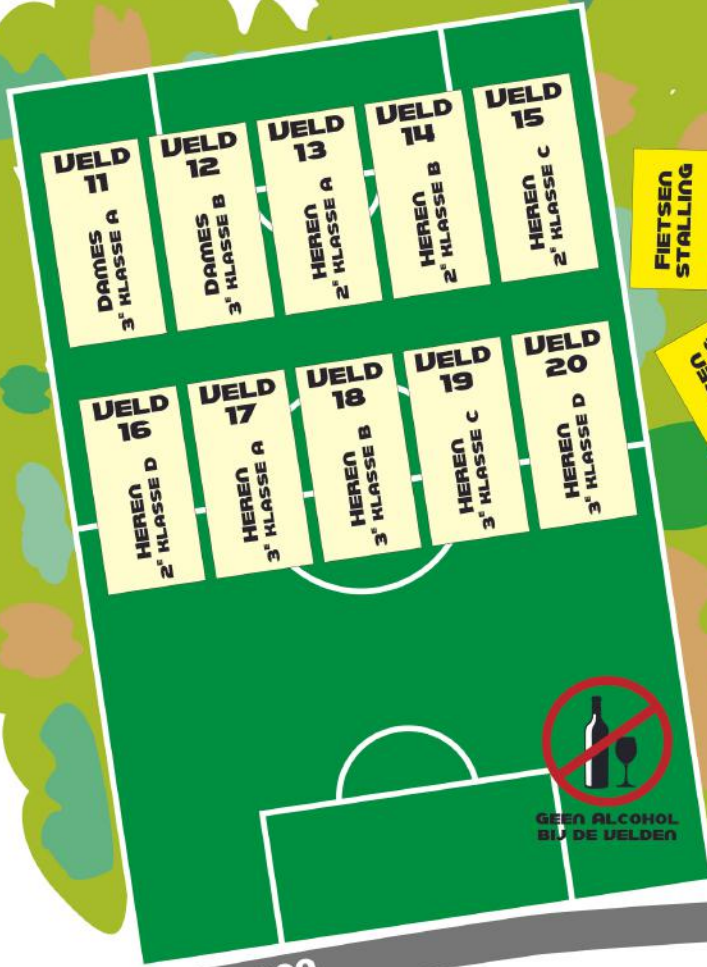 VELD
11
DAMES
3E KLASSE A
VELD
12
DAMES
3E KLASSE B
VELD
13
HEREN
2E KLASSE A
VELD
14
HEREN
2E KLASSE B
VELD
15
HEREN
2E KLASSE C
FIETSEN
STALLING
VELD
16
HEREN
2E KLASSE D
VELD
17
HEREN
3E KLASSE A
VELD
18
HEREN
3E KLASSE B
VELD
19
HEREN
3E KLASSE C
VELD
20
HEREN
3E KLASSE D
GEEN ALCOHOL
BIJ DE VELDEN